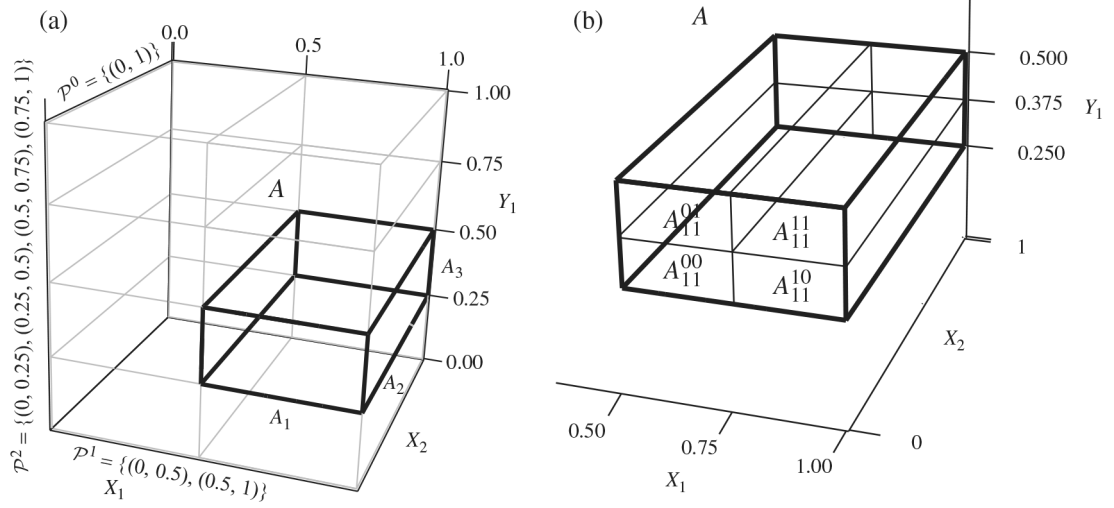 (a)
0.0
0.5
1.0
𝒫⁰ = {(0, 1)}
1.00
0.75
0.50
0.25
0.00
Y₁
A
A₃
A₂
A₁
X₂
𝒫² = {(0, 0.25), (0.25, 0.5), (0.5, 0.75), (0.75, 1)}
𝒫¹ = {(0, 0.5), (0.5, 1)}
X₁
(b)
A
0.500
0.375
0.250
Y₁
A₁₁⁰¹
A₁₁¹¹
A₁₁⁰⁰
A₁₁¹⁰
1
X₂
0
0.50
0.75
1.00
X₁